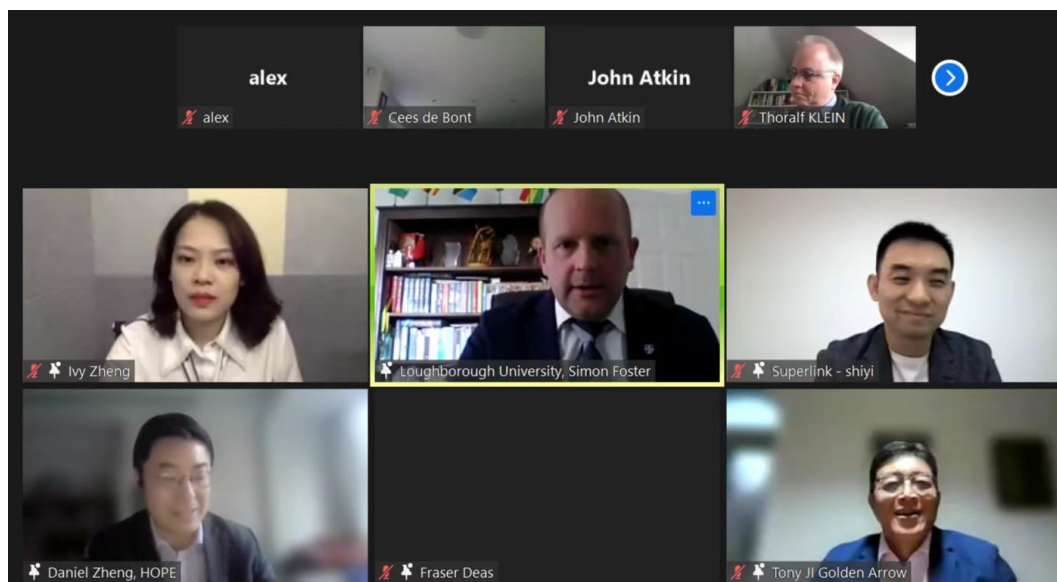 alex
John Atkin
alex
Cees de Bont
John Atkin
Thoralf KLEIN
Ivy Zheng
Loughborough University, Simon Foster
Superlink - shiyi
Daniel Zheng, HOPE
Fraser Deas
Tony JI Golden Arrow